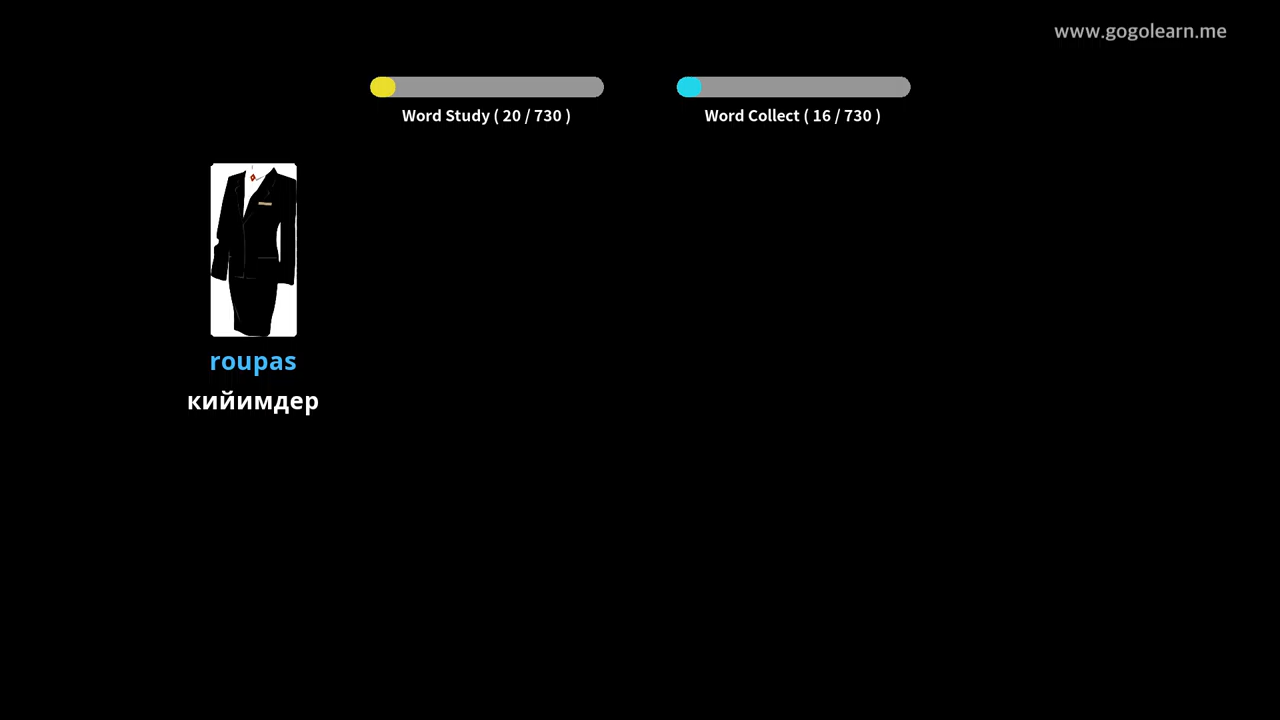 www.gogolearn.me
Word Study ( 20 / 730 )
Word Collect ( 16 / 730 )
roupas
кийимдер